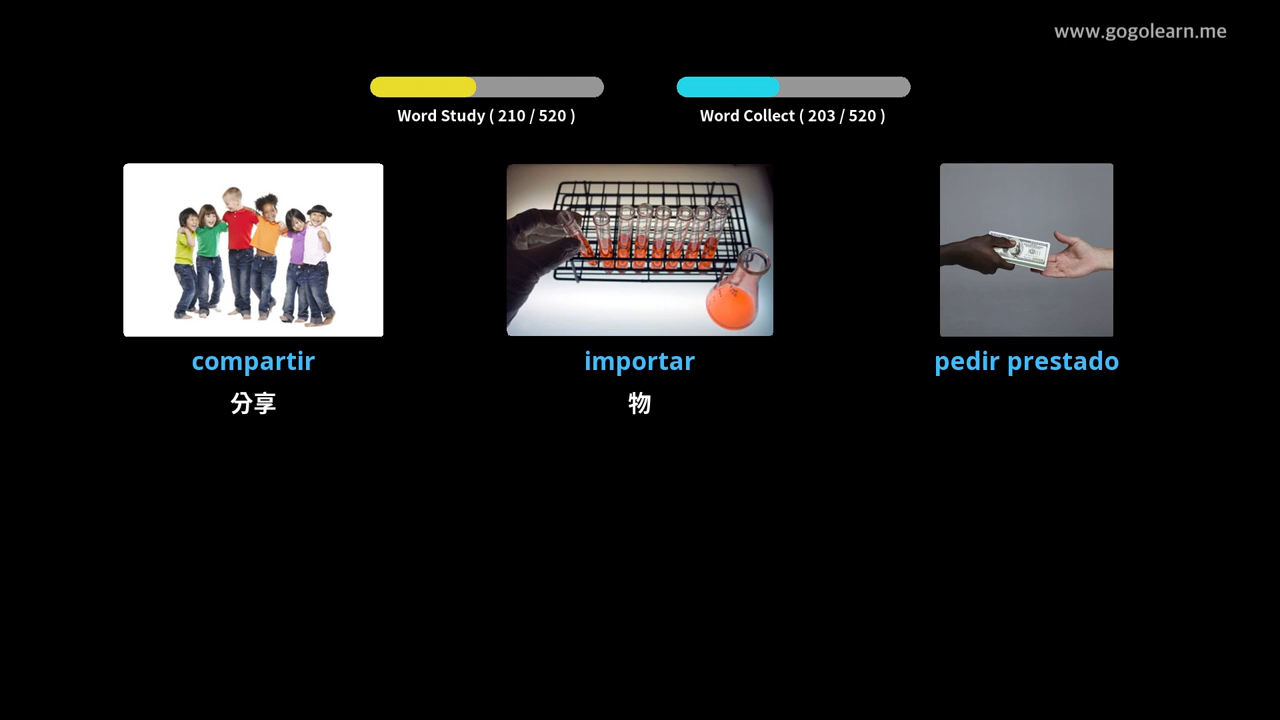 www.gogolearn.me
Word Study ( 210 / 520 )
Word Collect ( 203 / 520 )
compartir
importar
pedir prestado
分享
物